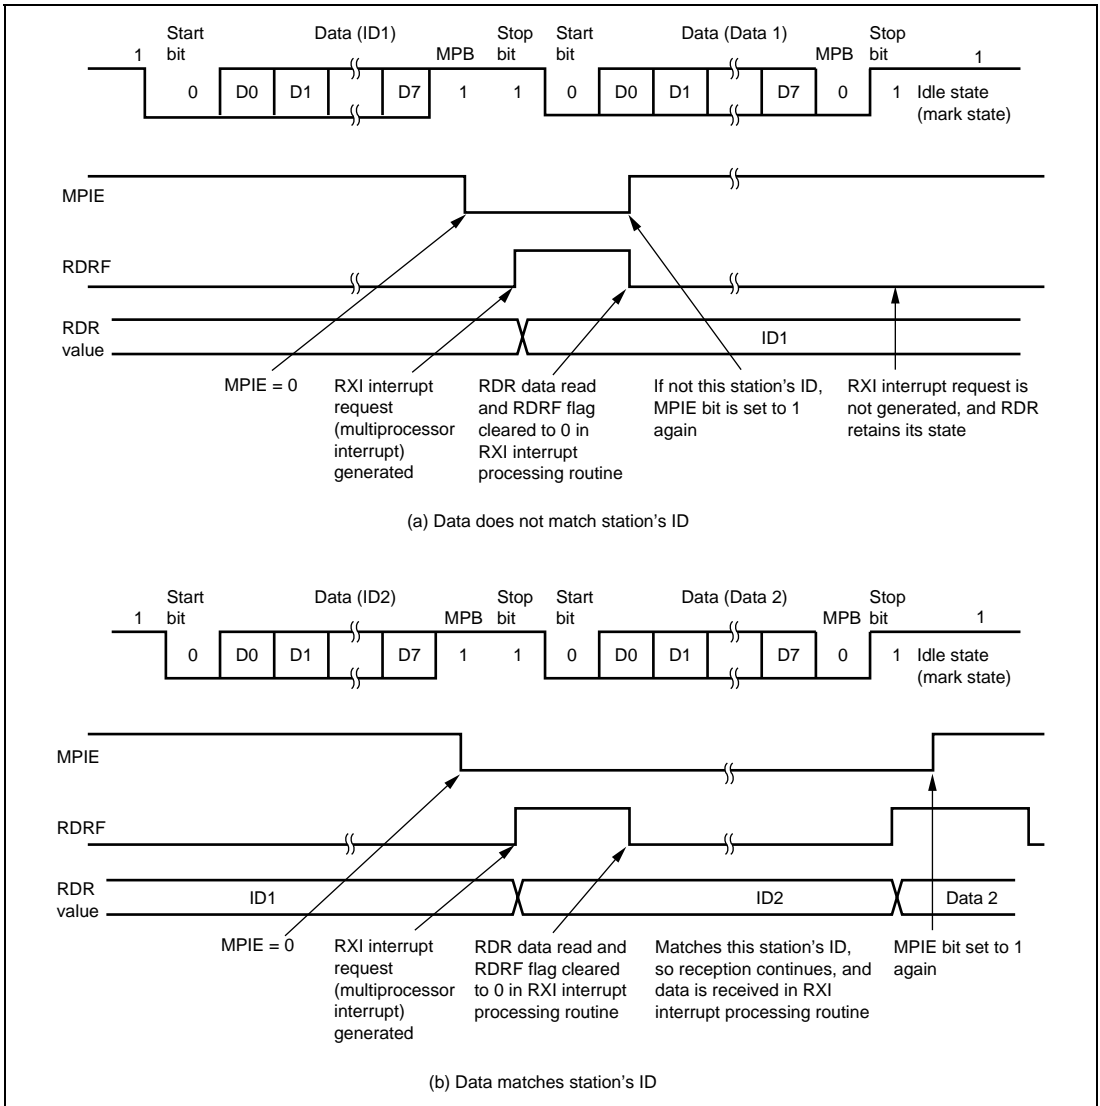 Start Data (ID1) Stop Start Data (Data 1) Stop
1 bit MPB bit bit MPB bit 1
0 D0 D1 D7 1 1 0 D0 D1 D7 0 1 Idle state
(mark state)
MPIE
RDRF
RDR
value
ID1
MPIE = 0
RXI interrupt
request
(multiprocessor
interrupt)
generated
RDR data read
and RDRF flag
cleared to 0 in
RXI interrupt
processing routine
If not this station's ID,
MPIE bit is set to 1
again
RXI interrupt request is
not generated, and RDR
retains its state
(a) Data does not match station's ID
Start Data (ID2) Stop Start Data (Data 2) Stop
1 bit MPB bit bit MPB bit 1
0 D0 D1 D7 1 1 0 D0 D1 D7 0 1 Idle state
(mark state)
MPIE
RDRF
RDR
value
ID1 ID2 Data 2
MPIE = 0
RXI interrupt
request
(multiprocessor
interrupt)
generated
RDR data read and
RDRF flag cleared
to 0 in RXI interrupt
processing routine
Matches this station's ID,
so reception continues, and
data is received in RXI
interrupt processing routine
MPIE bit set to 1
again
(b) Data matches station's ID